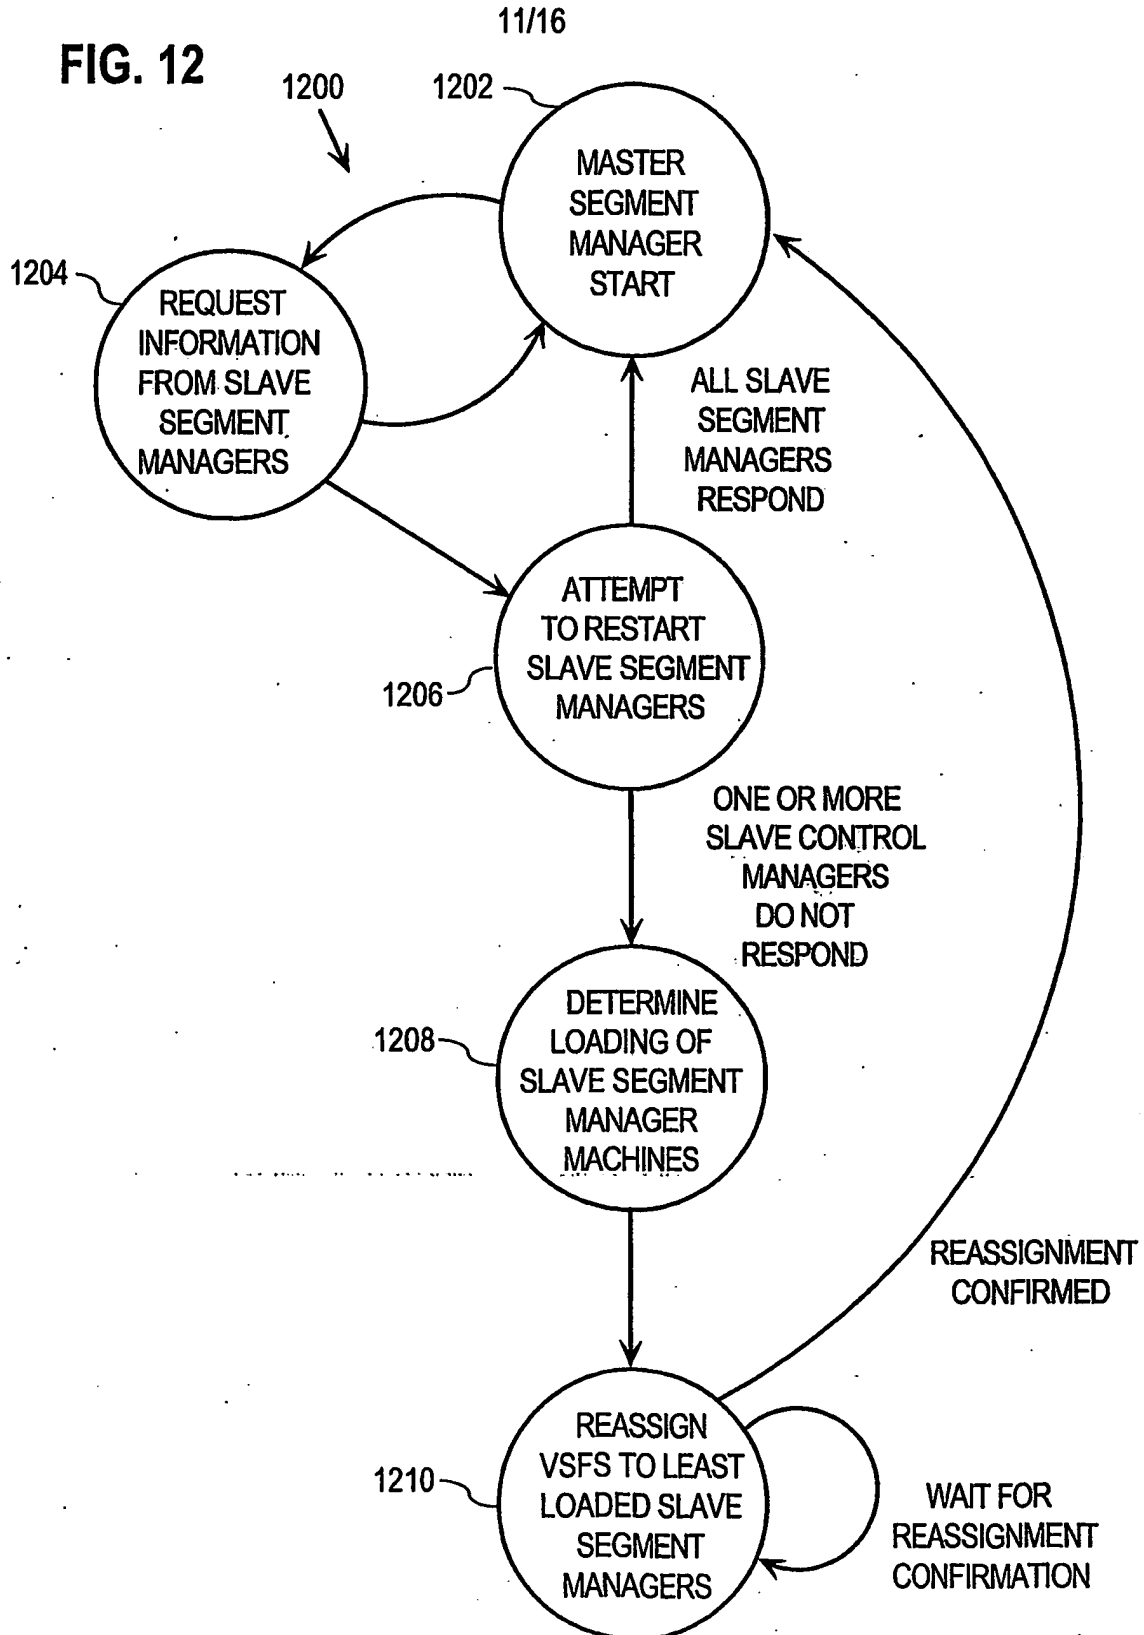 11/16
FIG. 12
1200
1202
MASTER
SEGMENT
MANAGER
START
1204
REQUEST
INFORMATION
FROM SLAVE
SEGMENT
MANAGERS
ALL SLAVE
SEGMENT
MANAGERS
RESPOND
ATTEMPT
TO RESTART
SLAVE SEGMENT
MANAGERS
1206
ONE OR MORE
SLAVE CONTROL
MANAGERS
DO NOT
RESPOND
DETERMINE
LOADING OF
SLAVE SEGMENT
MANAGER
MACHINES
1208
REASSIGNMENT
CONFIRMED
REASSIGN
VSFS TO LEAST
LOADED SLAVE
SEGMENT
MANAGERS
1210
WAIT FOR
REASSIGNMENT
CONFIRMATION